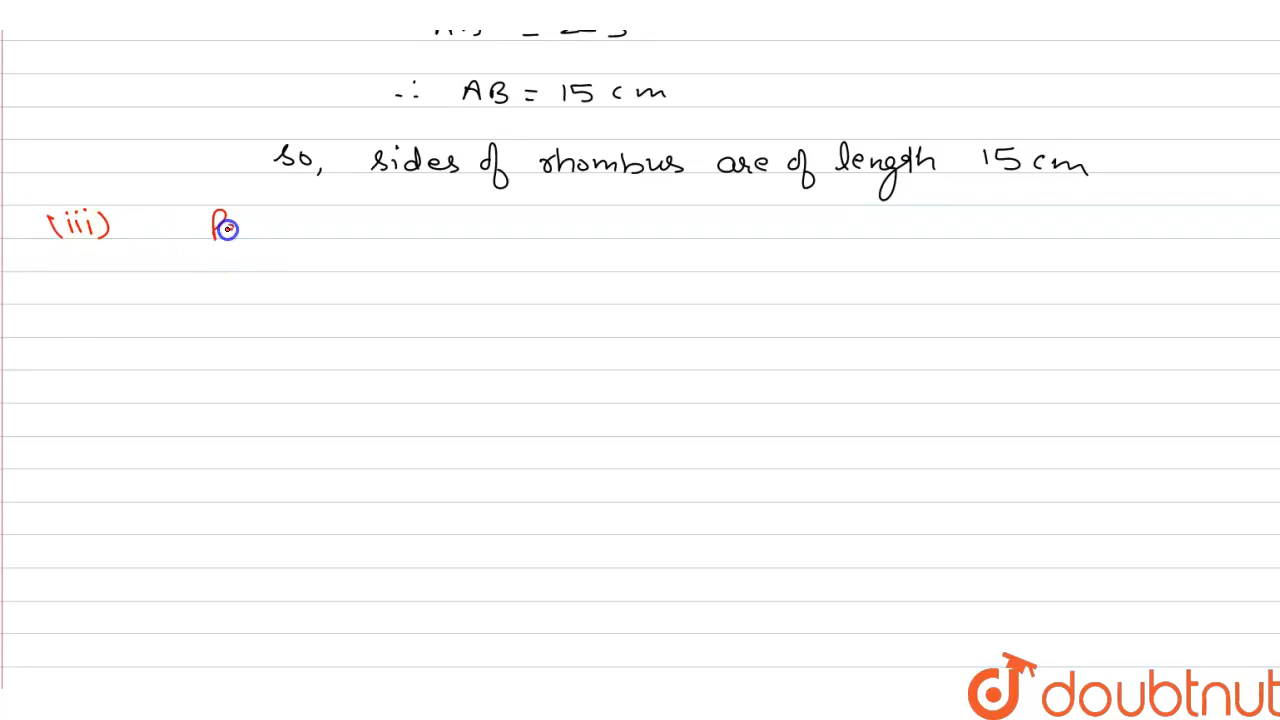 ∴ AB = 15 cm
so, sides of rhombus are of length 15 cm
(iii)
doubtnut